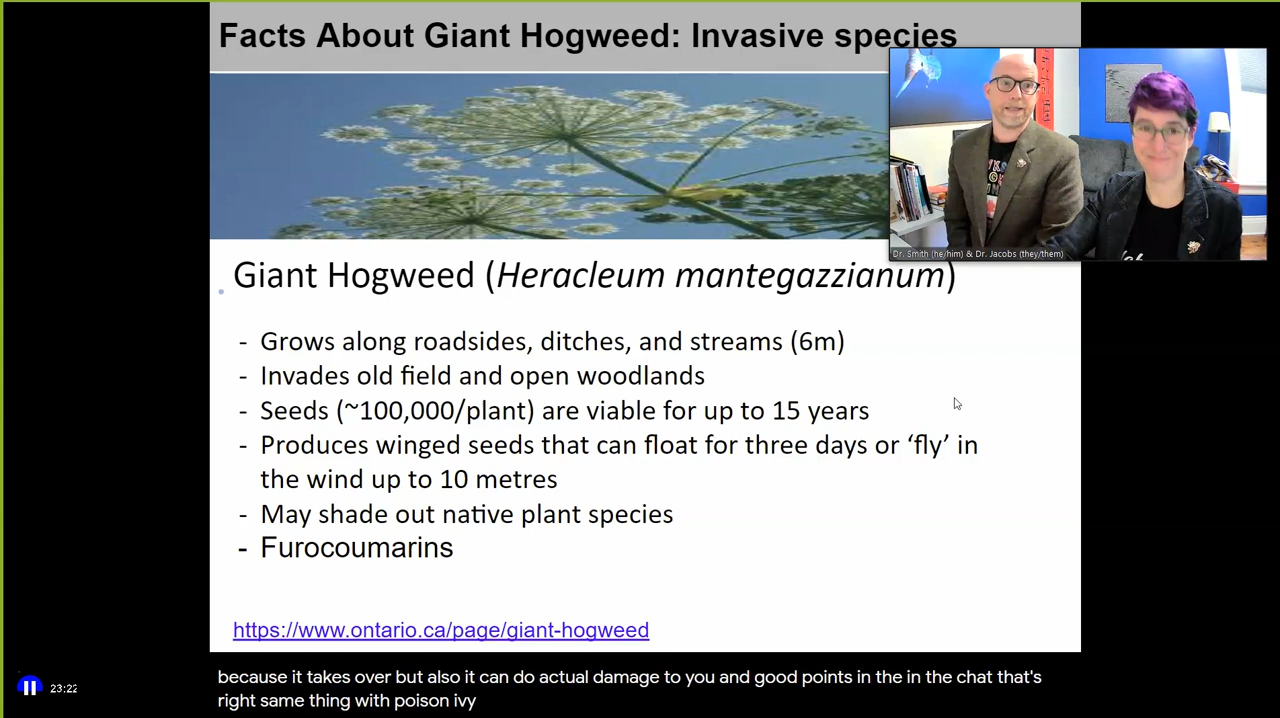 Facts About Giant Hogweed: Invasive species
Dr. Smith (he/him) & Dr. Jacobs (they/them)
Giant Hogweed (Heracleum mantegazzianum)
- Grows along roadsides, ditches, and streams (6m)
- Invades old field and open woodlands
- Seeds (~100,000/plant) are viable for up to 15 years
- Produces winged seeds that can float for three days or ‘fly’ in
the wind up to 10 metres
- May shade out native plant species
- Furocoumarins
https://www.ontario.ca/page/giant-hogweed
because it takes over but also it can do actual damage to you and good points in the in the chat that's
right same thing with poison ivy
23:22